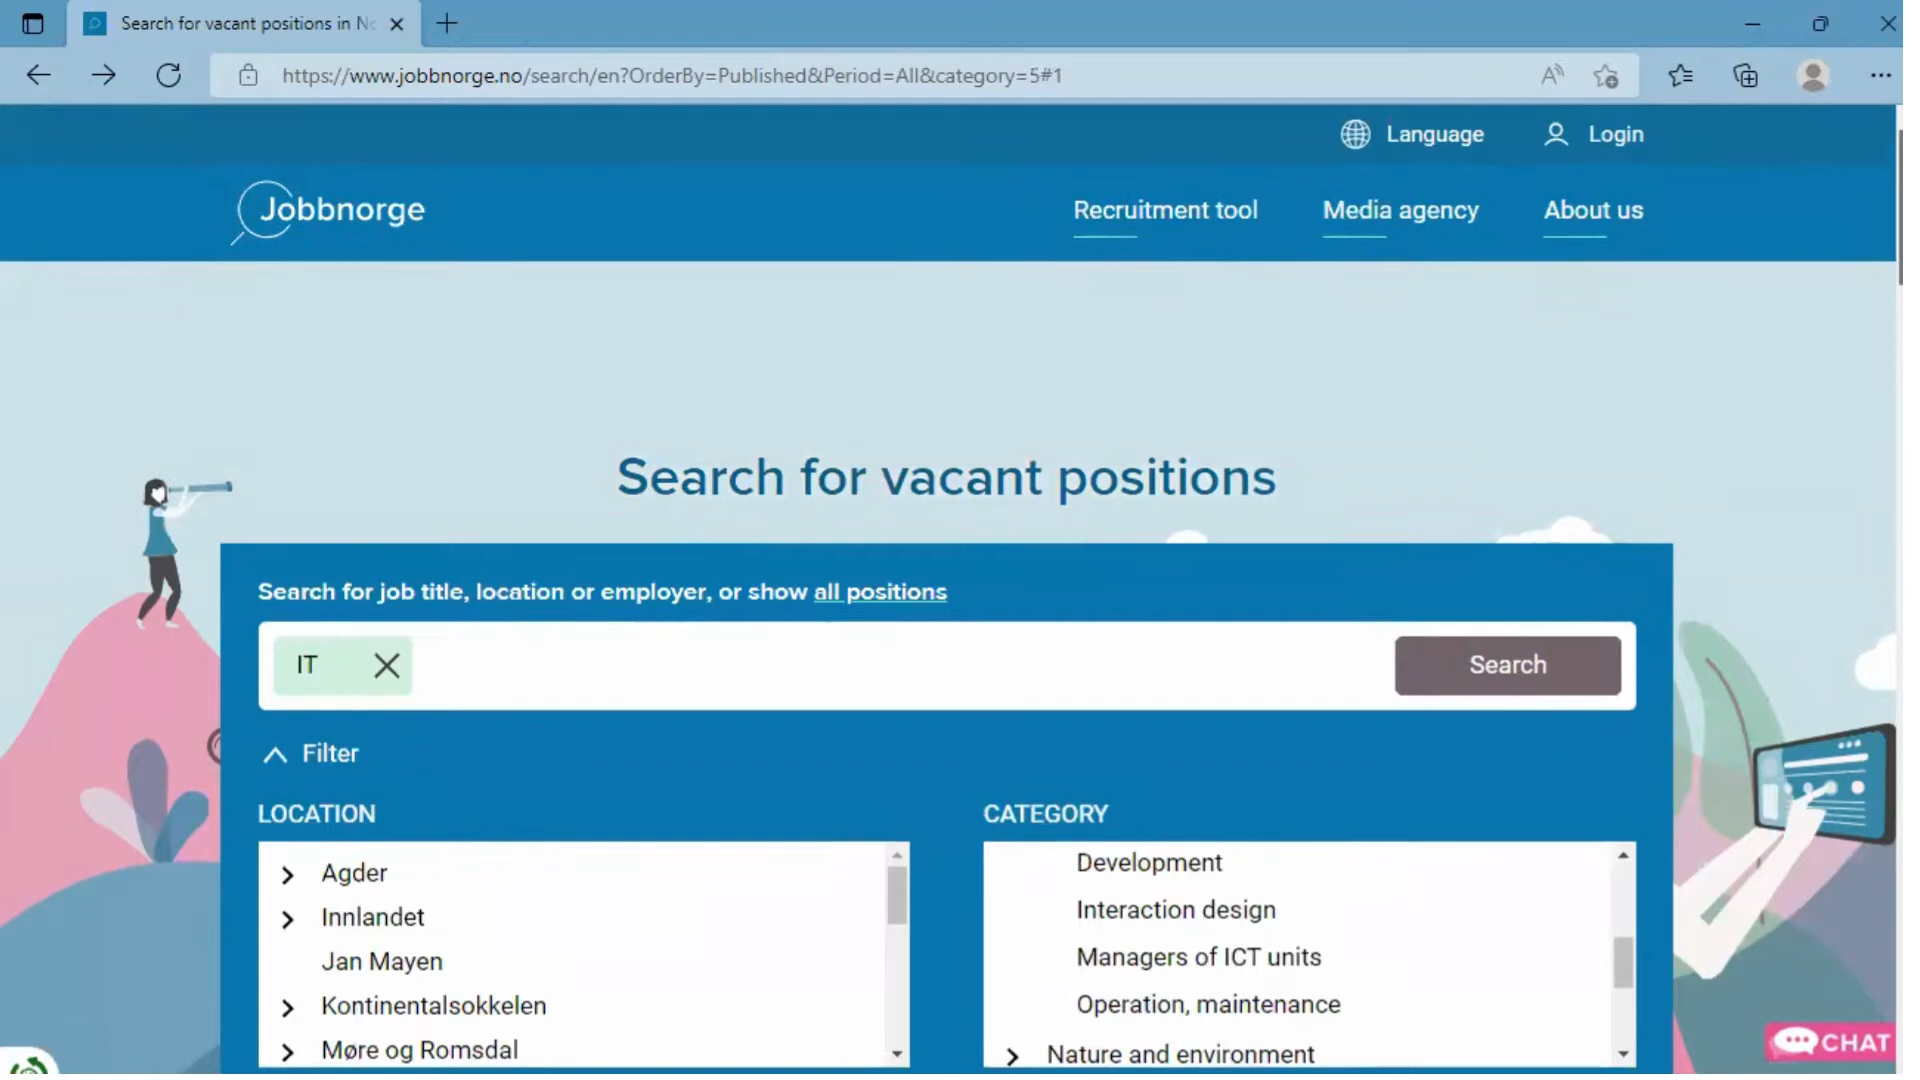 Search for vacant positions in No
https://www.jobbnorge.no/search/en?OrderBy=Published&Period=All&category=5#1
Language
Login
Jobbnorge
Recruitment tool
Media agency
About us
Search for vacant positions
Search for job title, location or employer, or show all positions
IT
Search
Filter
LOCATION
CATEGORY
Agder
Innlandet
Jan Mayen
Kontinentalsokkelen
Møre og Romsdal
Development
Interaction design
Managers of ICT units
Operation, maintenance
Nature and environment
CHAT